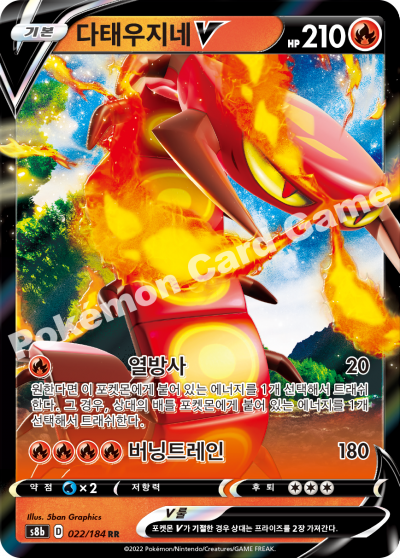 기본 다태우지네 V HP 210
Pokémon Card Game
열방사 20
원한다면 이 포켓몬에게 붙어 있는 에너지를 1개 선택해서 트래쉬
한다. 그 경우, 상대의 배틀 포켓몬에게 붙어 있는 에너지를 1개
선택해서 트래쉬한다.
버닝트레인 180
약점 ×2 저항력 후퇴
Illus. 5ban Graphics
s8b D 022/184 RR
V룰
포켓몬 V가 기절한 경우 상대는 프라이즈를 2장 가져간다.
©2022 Pokémon/Nintendo/Creatures/GAME FREAK.